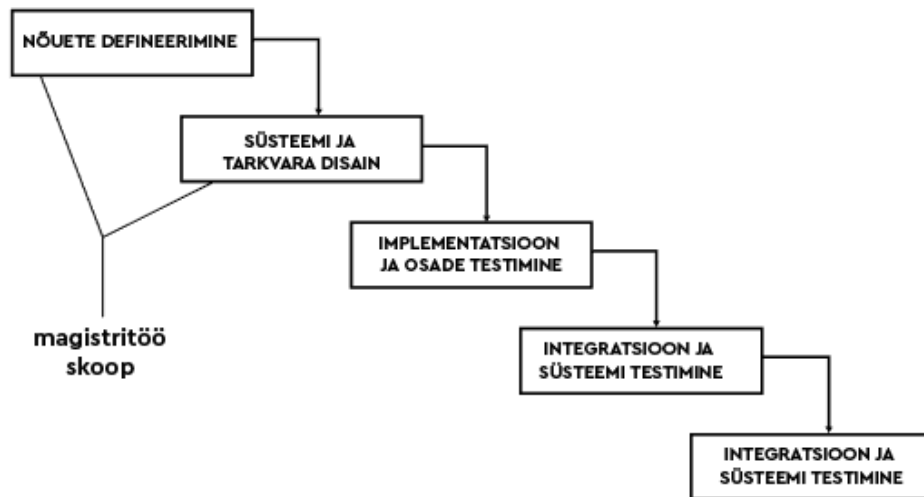 NÕUETE DEFINEERIMINE
SÜSTEEMI JA
TARKVARA DISAIN
IMPLEMENTATSIOON
JA OSADE TESTIMINE
magistritöö
skoop
INTEGRATSIOON JA
SÜSTEEMI TESTIMINE
INTEGRATSIOON JA
SÜSTEEMI TESTIMINE